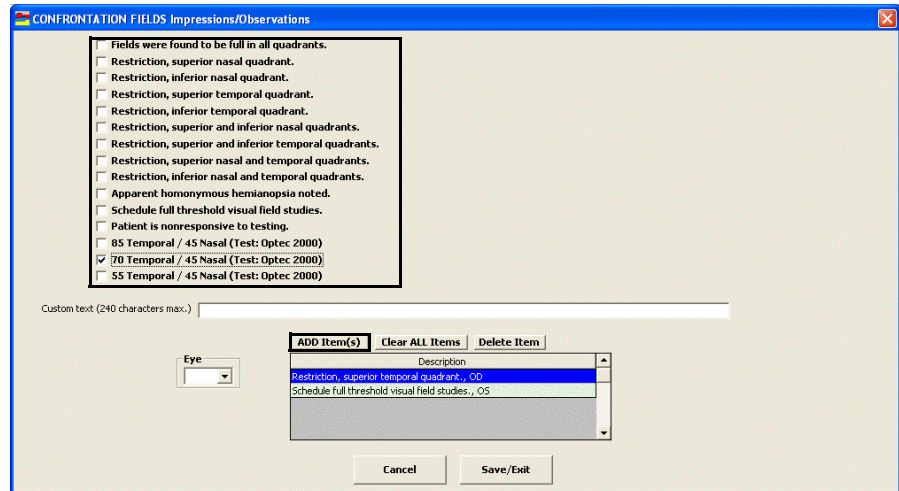 CONFRONTATION FIELDS Impressions/Observations
Fields were found to be full in all quadrants.
Restriction, superior nasal quadrant.
Restriction, inferior nasal quadrant.
Restriction, superior temporal quadrant.
Restriction, inferior temporal quadrant.
Restriction, superior and inferior nasal quadrants.
Restriction, superior and inferior temporal quadrants.
Restriction, superior nasal and temporal quadrants.
Restriction, inferior nasal and temporal quadrants.
Apparent homonymous hemianopsia noted.
Schedule full threshold visual field studies.
Patient is nonresponsive to testing.
85 Temporal / 45 Nasal (Test: Optec 2000)
70 Temporal / 45 Nasal (Test: Optec 2000)
55 Temporal / 45 Nasal (Test: Optec 2000)
Custom text (240 characters max.)
ADD Item(s) Clear ALL Items Delete Item
Eye
Description
Restriction, superior temporal quadrant., OD
Schedule full threshold visual field studies., OS
Cancel Save/Exit